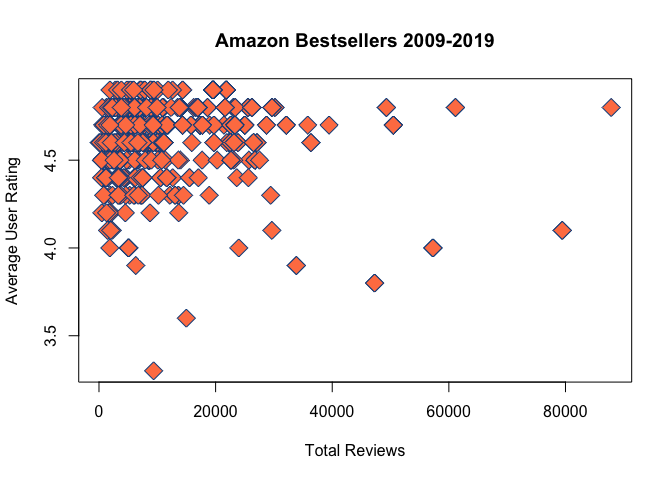 Amazon Bestsellers 2009-2019
Average User Rating
4.5
4.0
3.5
0 20000 40000 60000 80000
Total Reviews